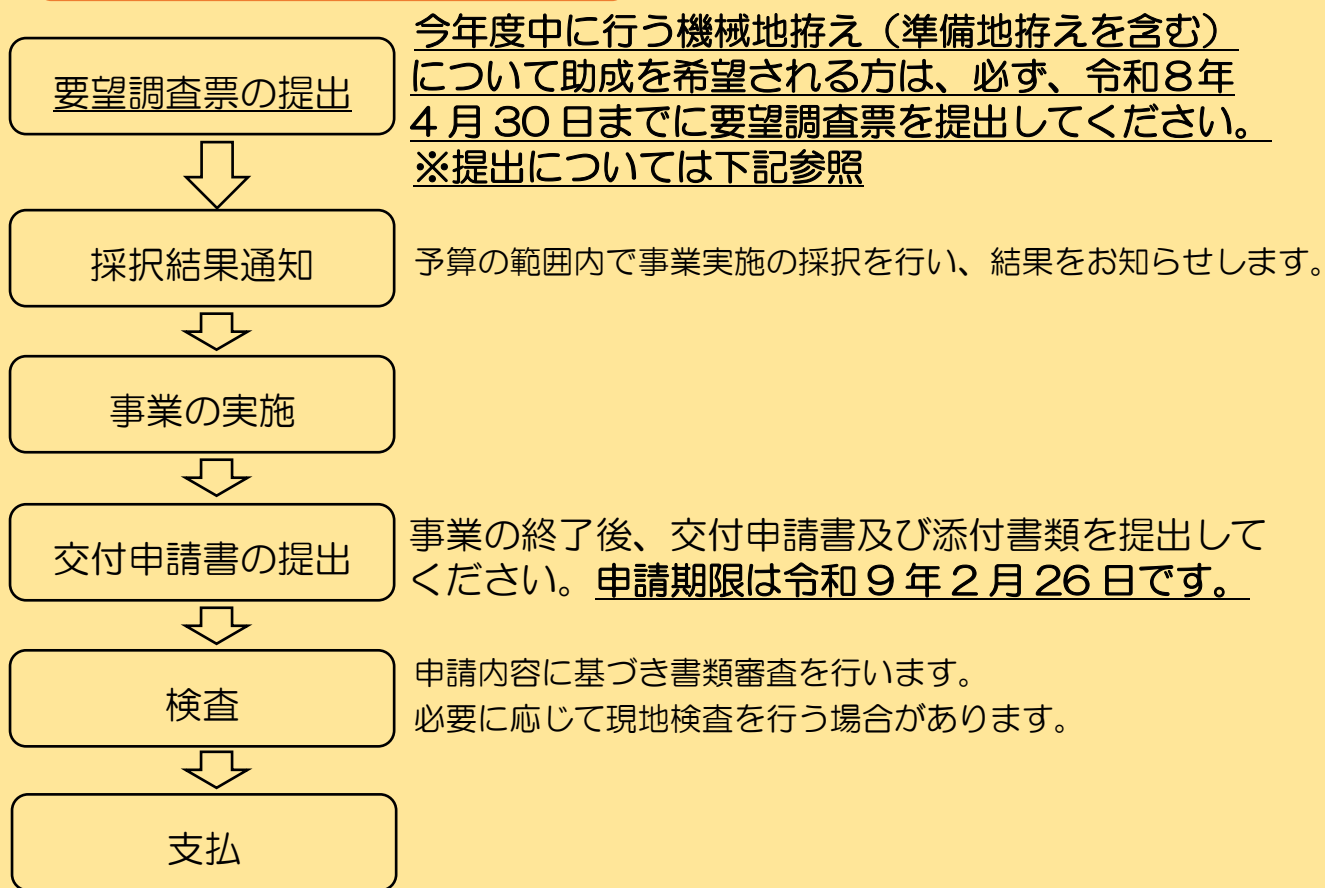 要望調査票の提出
今年度中に行う機械地拵え（準備地拵えを含む）
について助成を希望される方は、必ず、令和８年
４月30日までに要望調査票を提出してください。
※提出については下記参照
採択結果通知
予算の範囲内で事業実施の採択を行い、結果をお知らせします。
事業の実施
交付申請書の提出
事業の終了後、交付申請書及び添付書類を提出して
ください。申請期限は令和９年２月26日です。
検査
申請内容に基づき書類審査を行います。
必要に応じて現地検査を行う場合があります。
支払